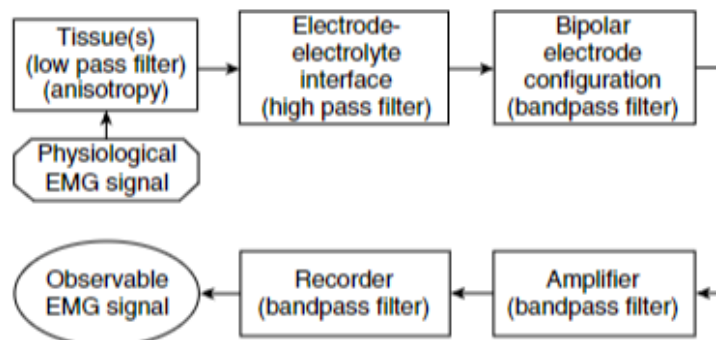 Tissue(s)
(low pass filter)
(anisotropy)
Electrode-
electrolyte
interface
(high pass filter)
Bipolar
electrode
configuration
(bandpass filter)
Physiological
EMG signal
Observable
EMG signal
Recorder
(bandpass filter)
Amplifier
(bandpass filter)